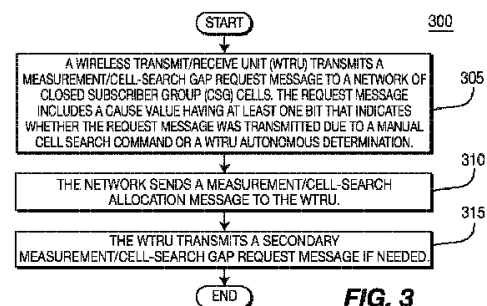 START
300
A WIRELESS TRANSMIT/RECEIVE UNIT (WTRU) TRANSMITS A
MEASUREMENT/CELL-SEARCH GAP REQUEST MESSAGE TO A NETWORK OF
CLOSED SUBSCRIBER GROUP (CSG) CELLS. THE REQUEST MESSAGE
INCLUDES A CAUSE VALUE HAVING AT LEAST ONE BIT THAT INDICATES
WHETHER THE REQUEST MESSAGE WAS TRANSMITTED DUE TO A MANUAL
CELL SEARCH COMMAND OR A WTRU AUTONOMOUS DETERMINATION.
305
THE NETWORK SENDS A MEASUREMENT/CELL-SEARCH
ALLOCATION MESSAGE TO THE WTRU.
310
THE WTRU TRANSMITS A SECONDARY
MEASUREMENT/CELL-SEARCH GAP REQUEST MESSAGE IF NEEDED.
315
END
FIG. 3